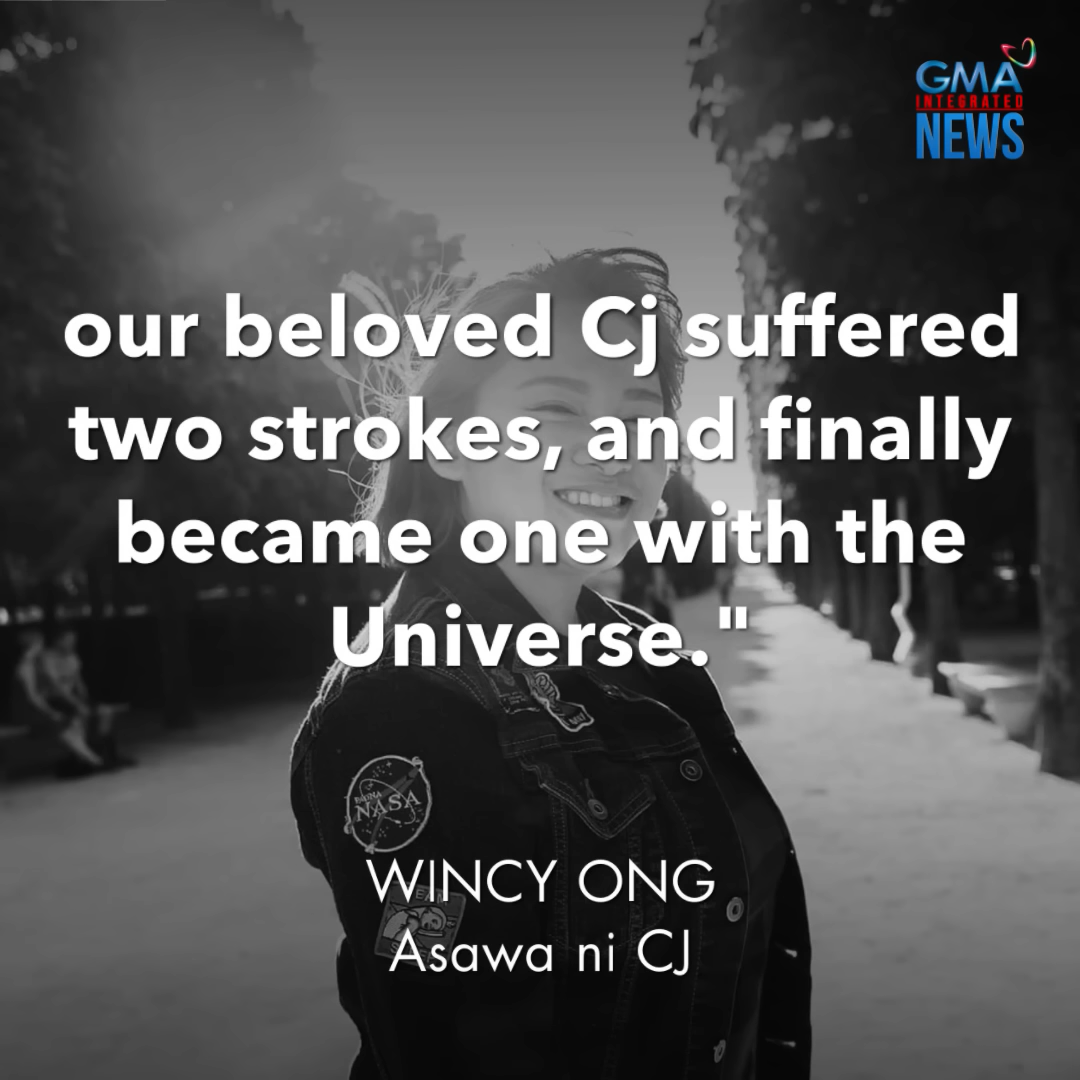 GMA
INTEGRATED
NEWS
our beloved Cj suffered
two strokes, and finally
became one with the
Universe."
NASA
WINCY ONG
Asawa ni CJ